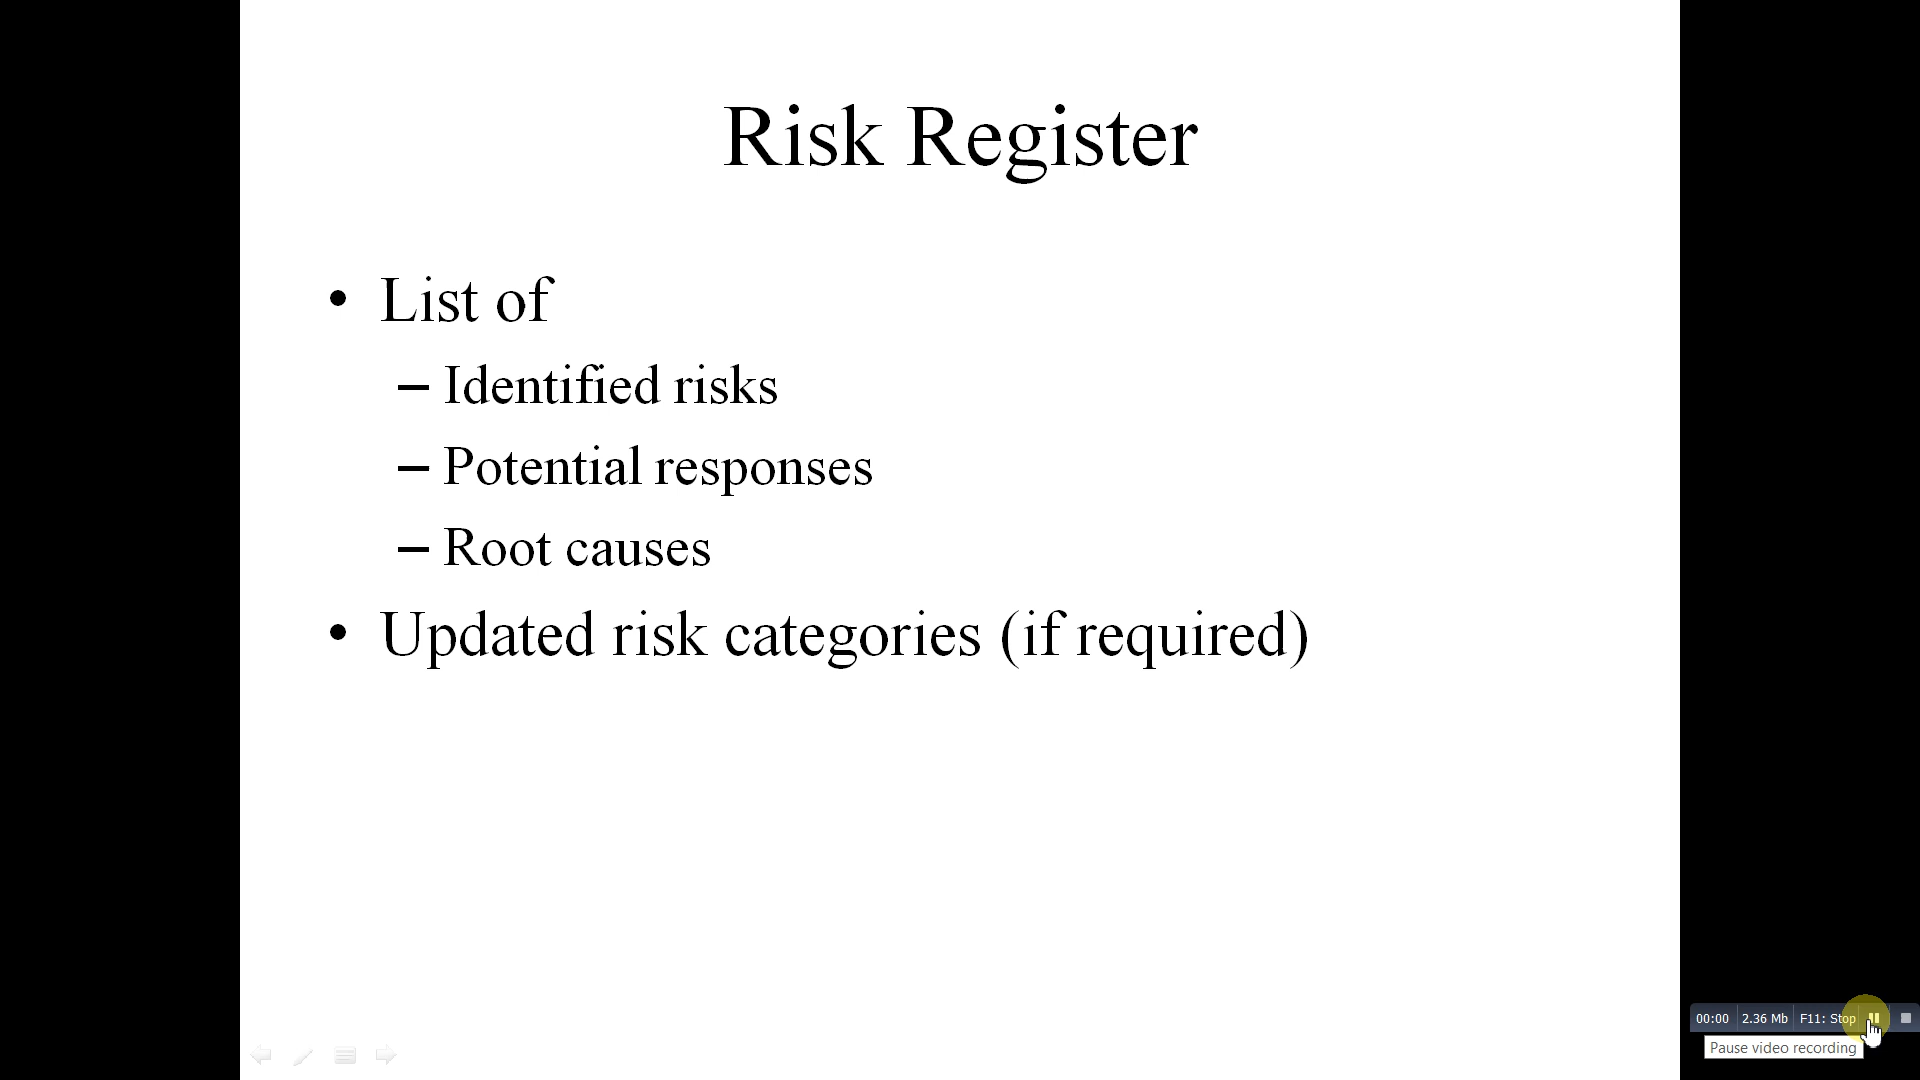 Risk Register
• List of
– Identified risks
– Potential responses
– Root causes
• Updated risk categories (if required)
00:00 2.36 Mb F11: Stop
Pause video recording